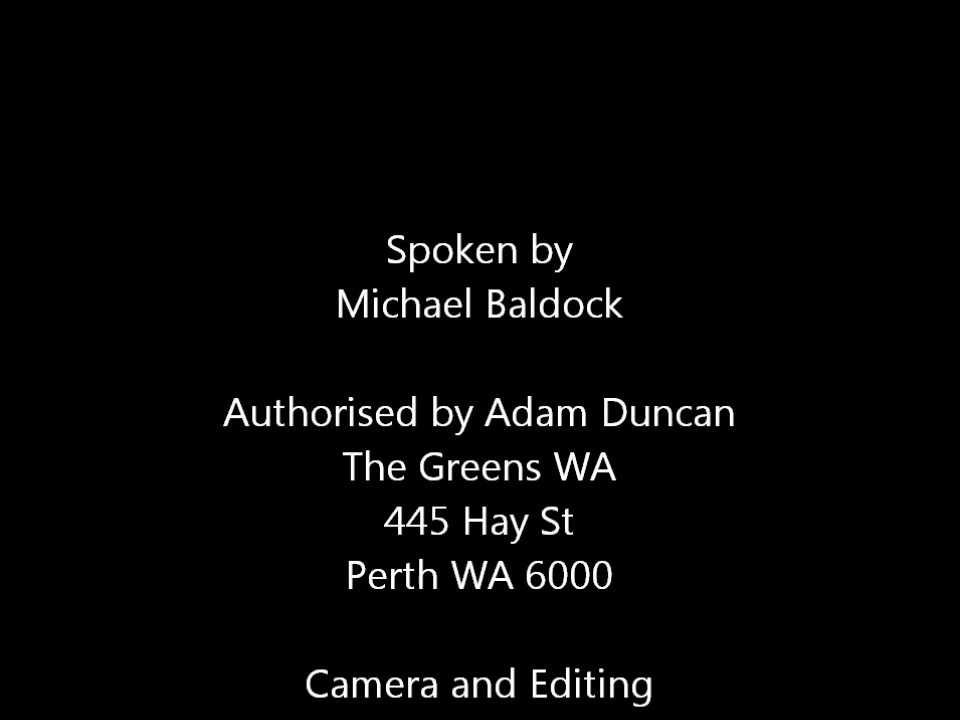 Spoken by
Michael Baldock
Authorised by Adam Duncan
The Greens WA
445 Hay St
Perth WA 6000
Camera and Editing